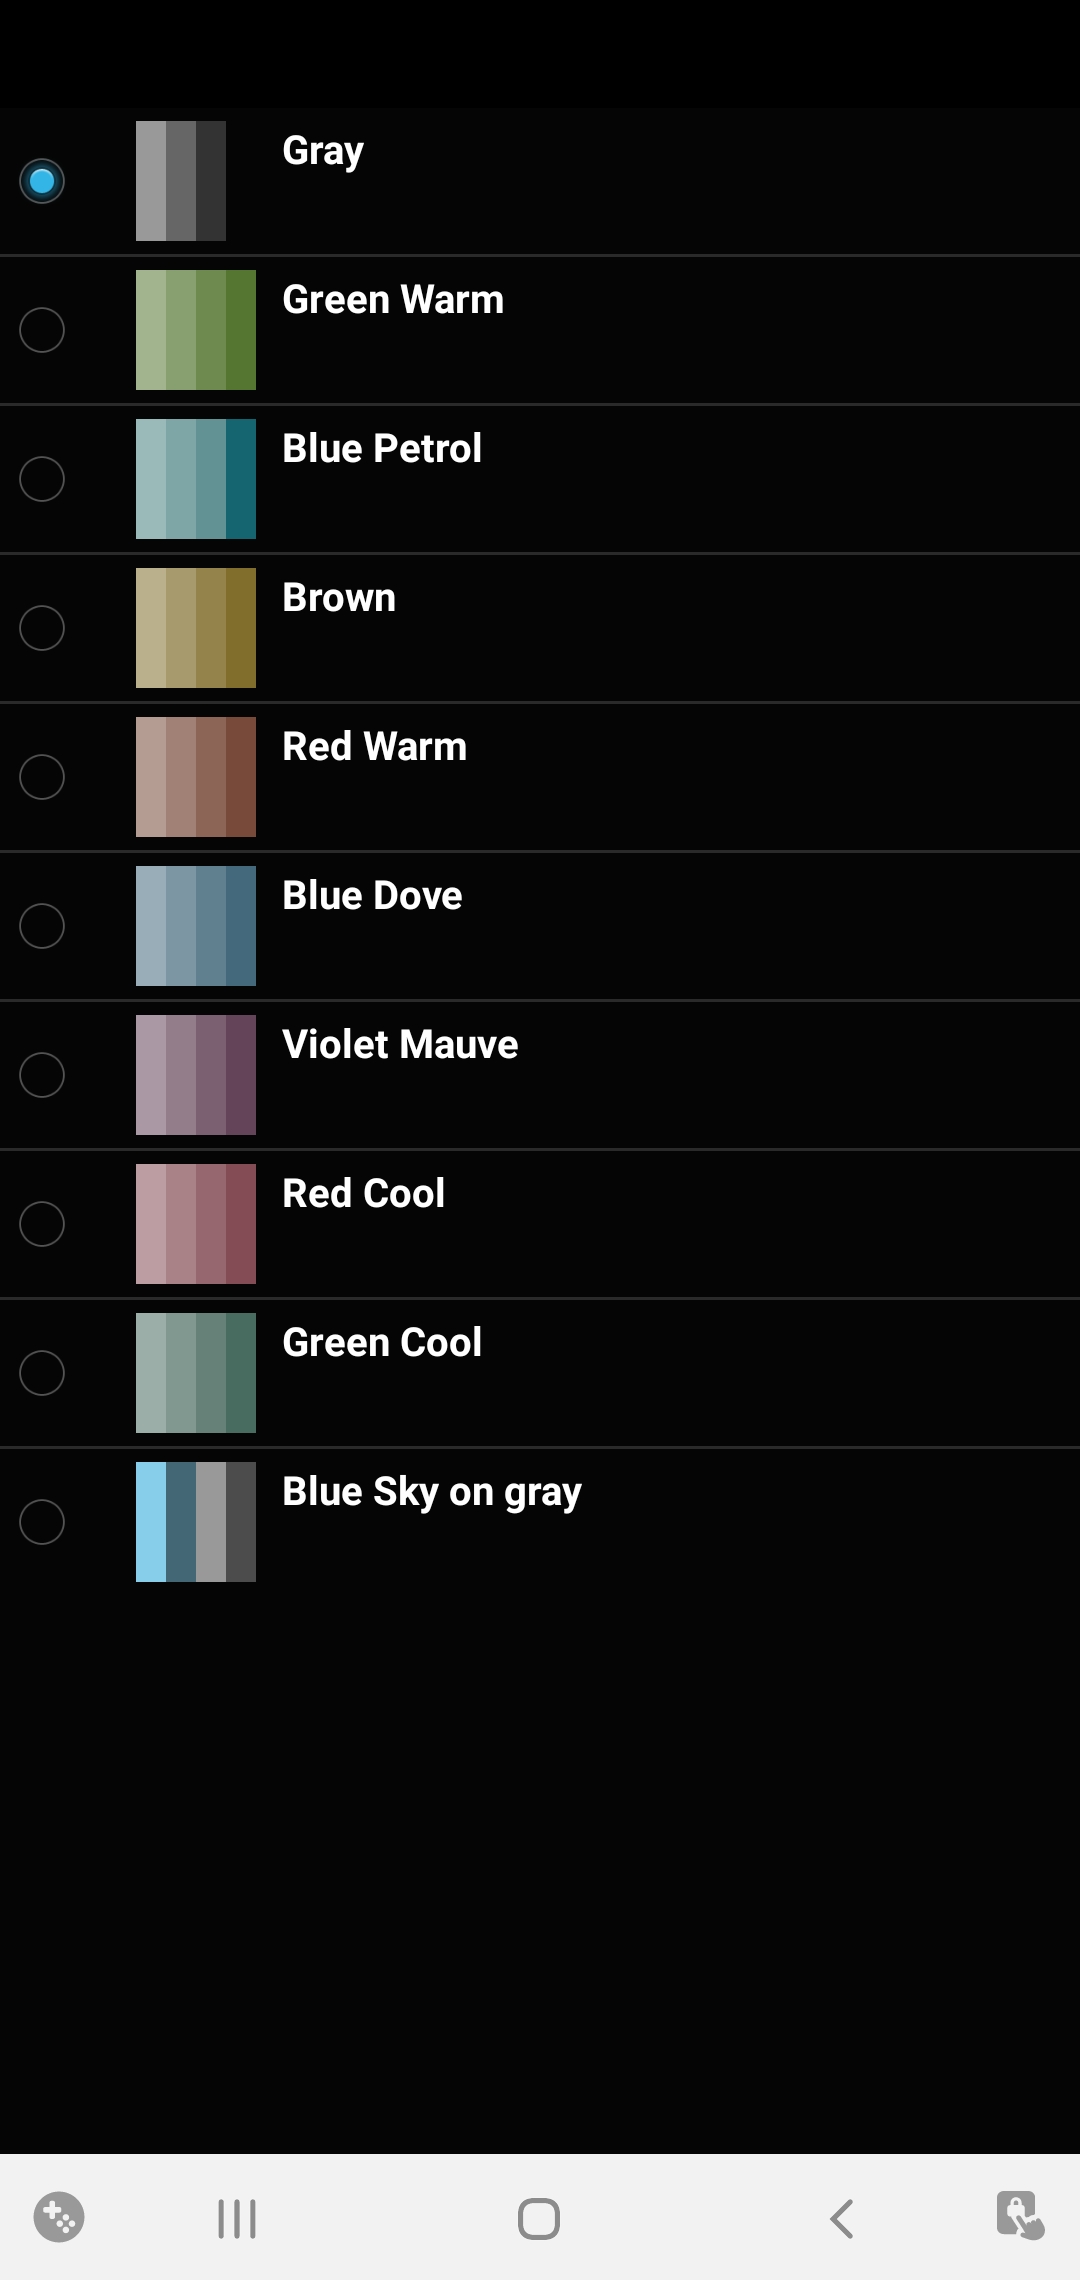 Gray
Green Warm
Blue Petrol
Brown
Red Warm
Blue Dove
Violet Mauve
Red Cool
Green Cool
Blue Sky on gray